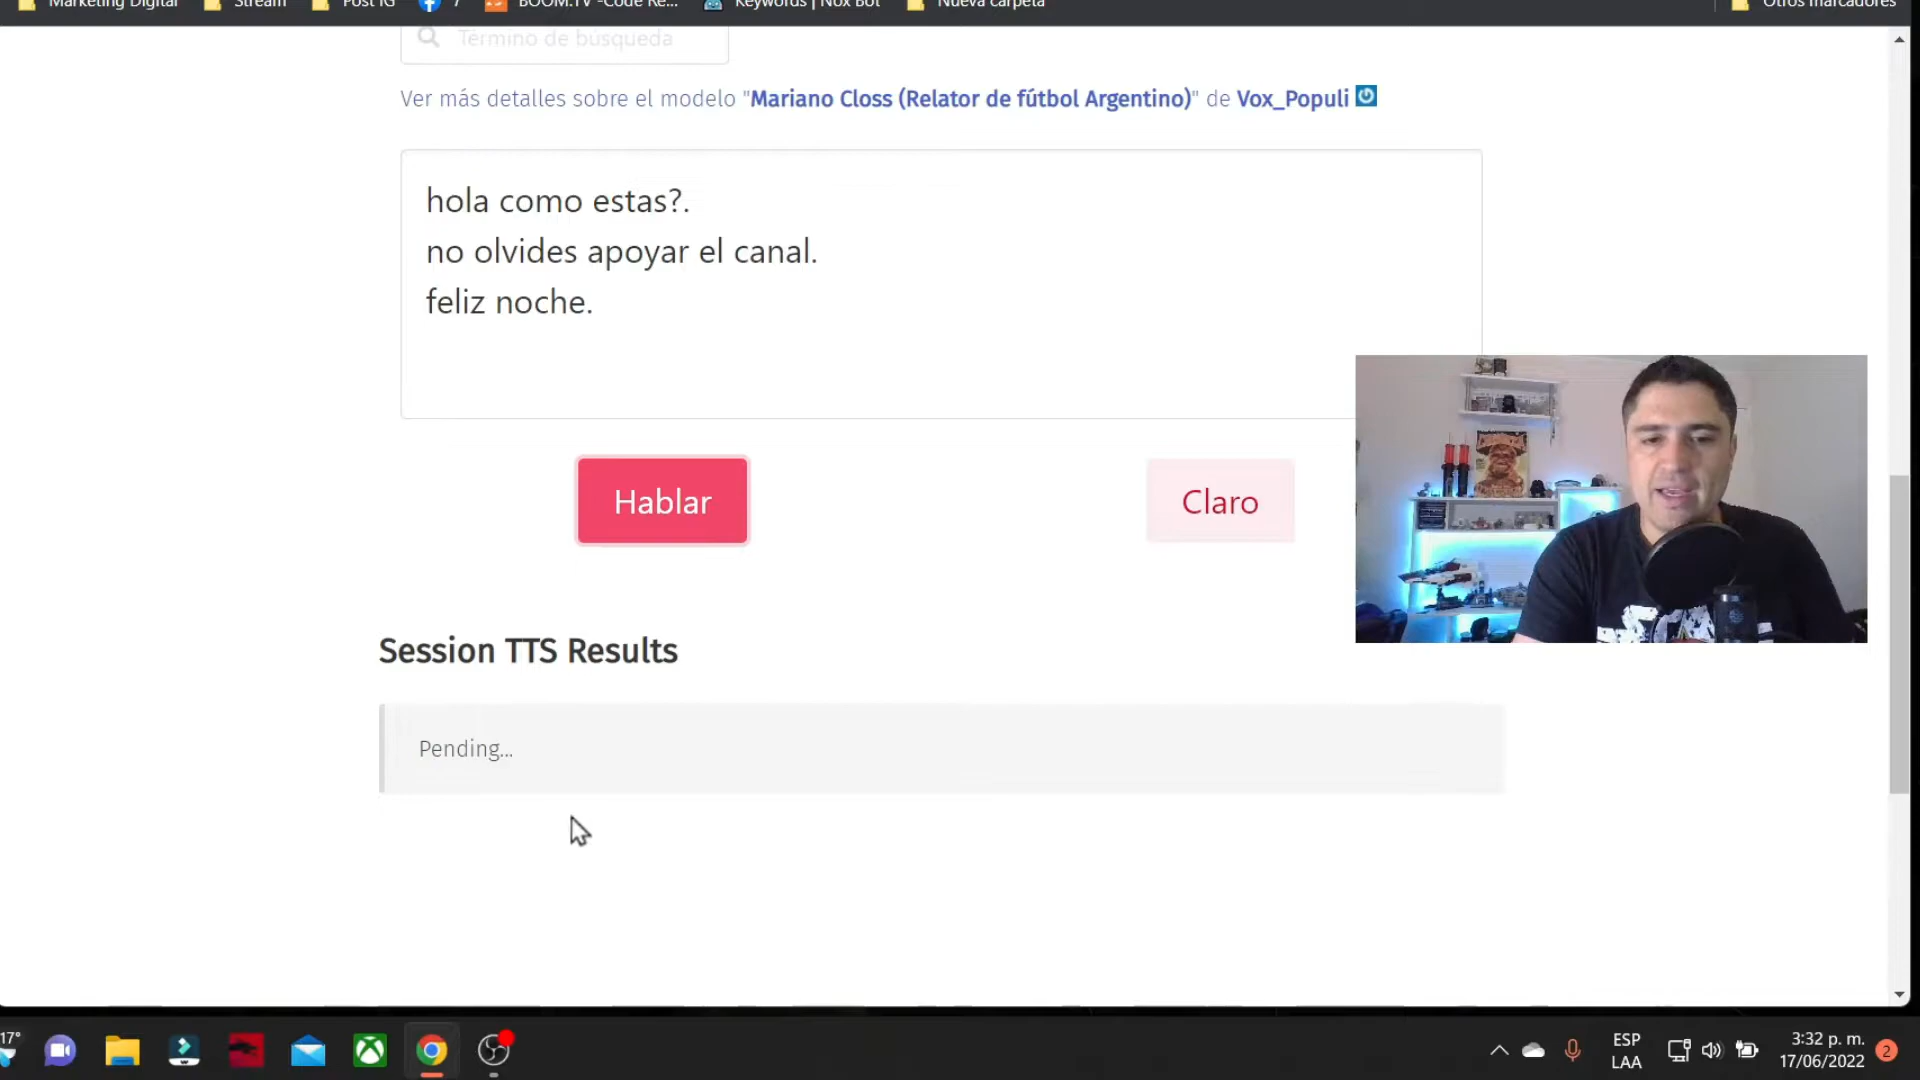 Marketing Digital Stream Post IG 7 BOOM.TV -Code Re... Keywords | Nox Bot Nueva carpeta Otros marcadores
Término de búsqueda
Ver más detalles sobre el modelo "Mariano Closs (Relator de fútbol Argentino)" de Vox_Populi
hola como estas?.
no olvides apoyar el canal.
feliz noche.
Hablar
Claro
Session TTS Results
Pending...
17°
ESP
LAA
3:32 p. m.
17/06/2022
2